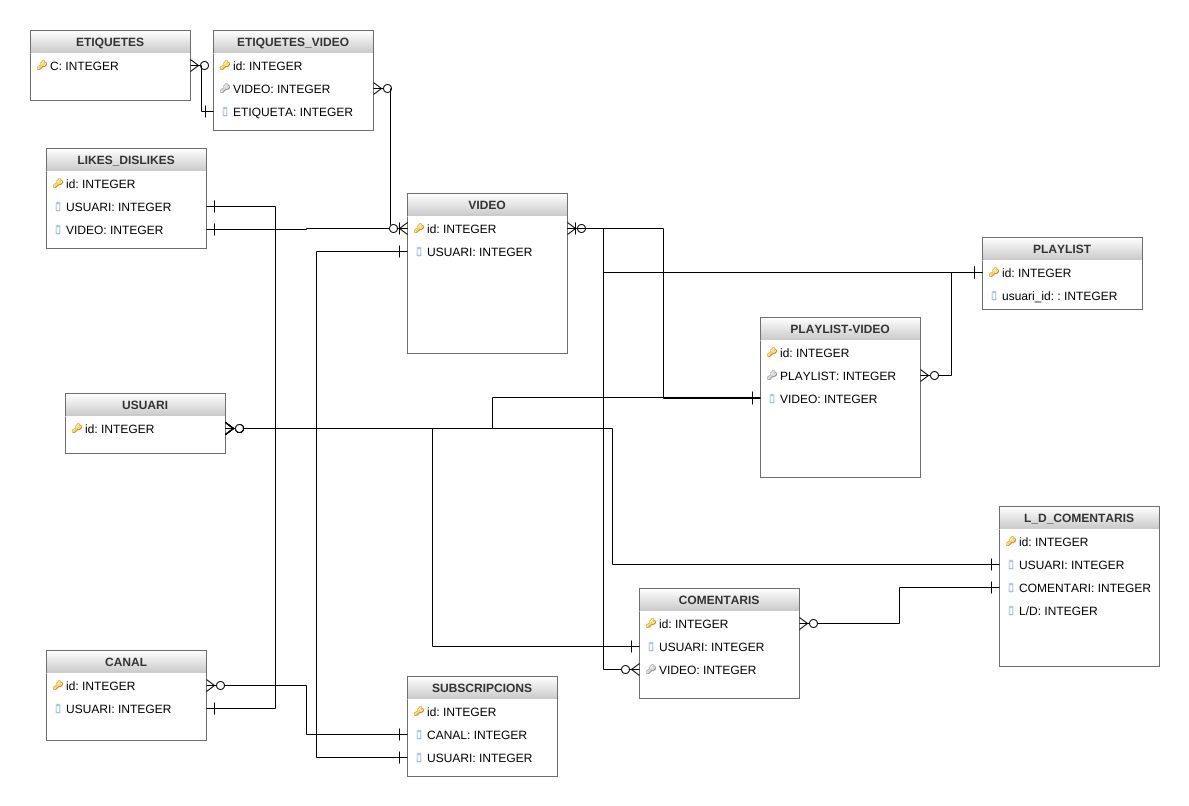 ETIQUETES
C: INTEGER
ETIQUETES_VIDEO
id: INTEGER
VIDEO: INTEGER
ETIQUETA: INTEGER
LIKES_DISLIKES
id: INTEGER
USUARI: INTEGER
VIDEO: INTEGER
VIDEO
id: INTEGER
USUARI: INTEGER
PLAYLIST
id: INTEGER
usuari_id: : INTEGER
PLAYLIST-VIDEO
id: INTEGER
PLAYLIST: INTEGER
VIDEO: INTEGER
USUARI
id: INTEGER
L_D_COMENTARIS
id: INTEGER
USUARI: INTEGER
COMENTARI: INTEGER
L/D: INTEGER
COMENTARIS
id: INTEGER
USUARI: INTEGER
VIDEO: INTEGER
CANAL
id: INTEGER
USUARI: INTEGER
SUBSCRIPCIONS
id: INTEGER
CANAL: INTEGER
USUARI: INTEGER